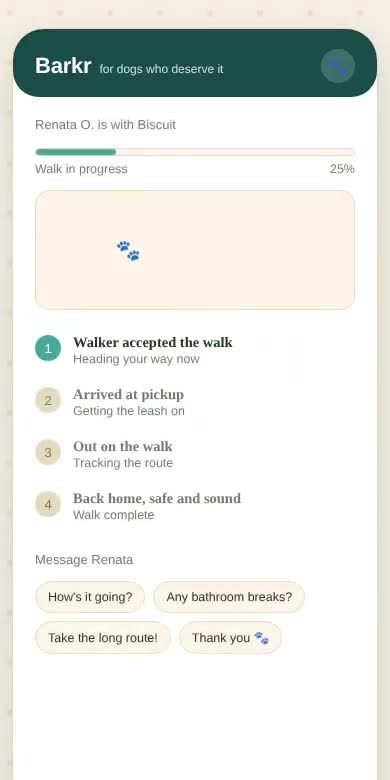 Barkr for dogs who deserve it
Renata O. is with Biscuit
Walk in progress 25%
1 Walker accepted the walk
Heading your way now
2 Arrived at pickup
Getting the leash on
3 Out on the walk
Tracking the route
4 Back home, safe and sound
Walk complete
Message Renata
How's it going? Any bathroom breaks?
Take the long route! Thank you 🐾